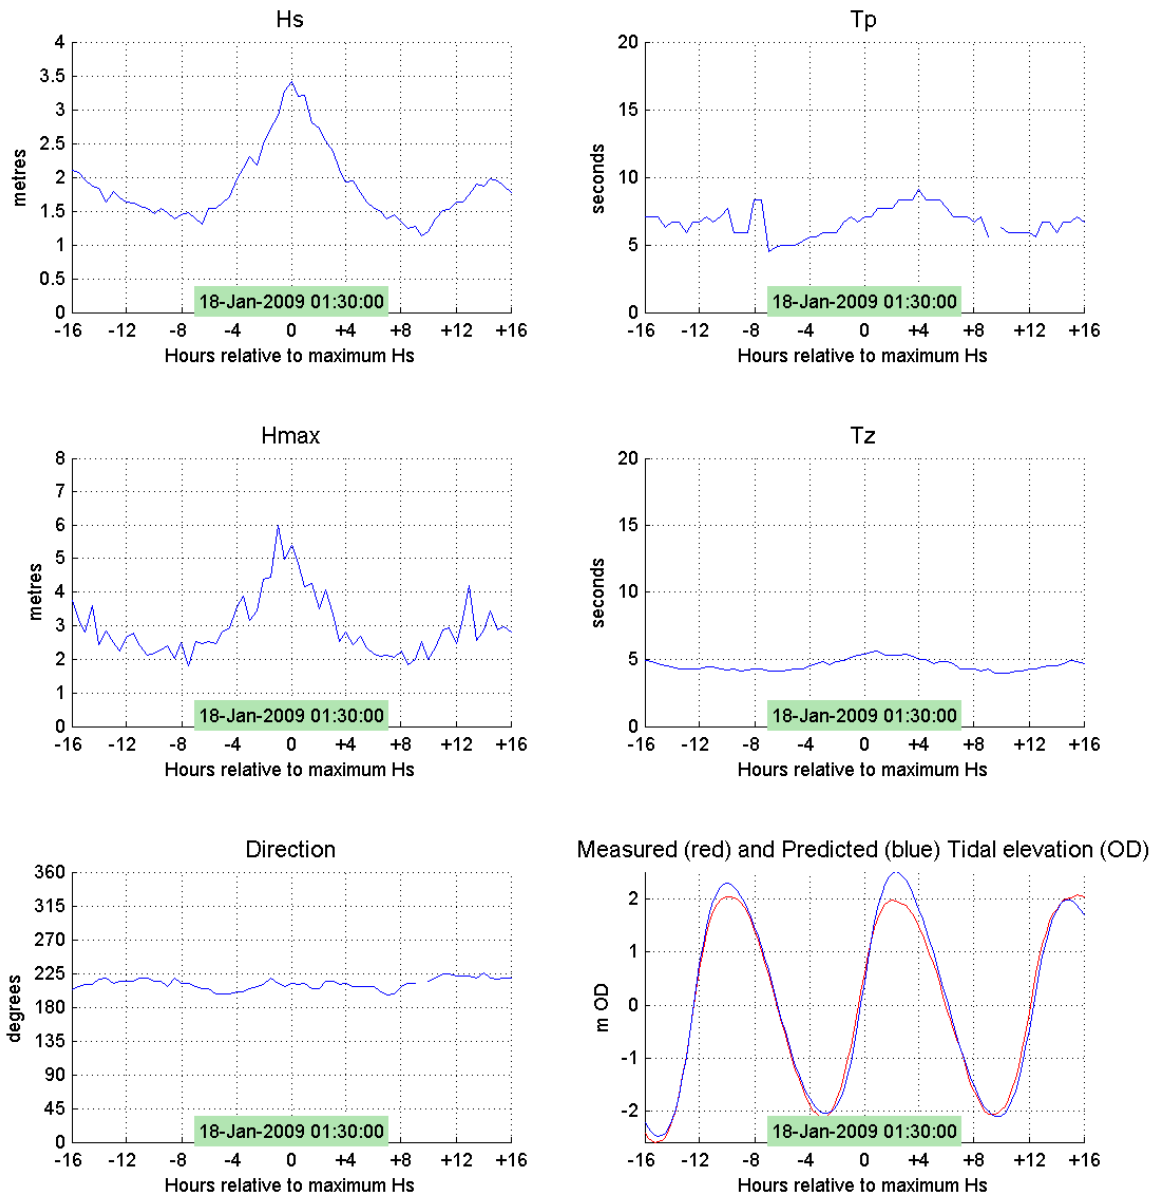 Hs
4
3.5
3
2.5
2
1.5
1
0.5
0
metres
18-Jan-2009 01:30:00
-16 -12 -8 -4 0 +4 +8 +12 +16
Hours relative to maximum Hs
Tp
20
15
10
5
0
seconds
18-Jan-2009 01:30:00
-16 -12 -8 -4 0 +4 +8 +12 +16
Hours relative to maximum Hs
Hmax
8
7
6
5
4
3
2
1
0
metres
18-Jan-2009 01:30:00
-16 -12 -8 -4 0 +4 +8 +12 +16
Hours relative to maximum Hs
Tz
20
15
10
5
0
seconds
18-Jan-2009 01:30:00
-16 -12 -8 -4 0 +4 +8 +12 +16
Hours relative to maximum Hs
Direction
360
315
270
225
180
135
90
45
0
degrees
18-Jan-2009 01:30:00
-16 -12 -8 -4 0 +4 +8 +12 +16
Hours relative to maximum Hs
Measured (red) and Predicted (blue) Tidal elevation (OD)
2
1
0
-1
-2
m OD
18-Jan-2009 01:30:00
-16 -12 -8 -4 0 +4 +8 +12 +16
Hours relative to maximum Hs